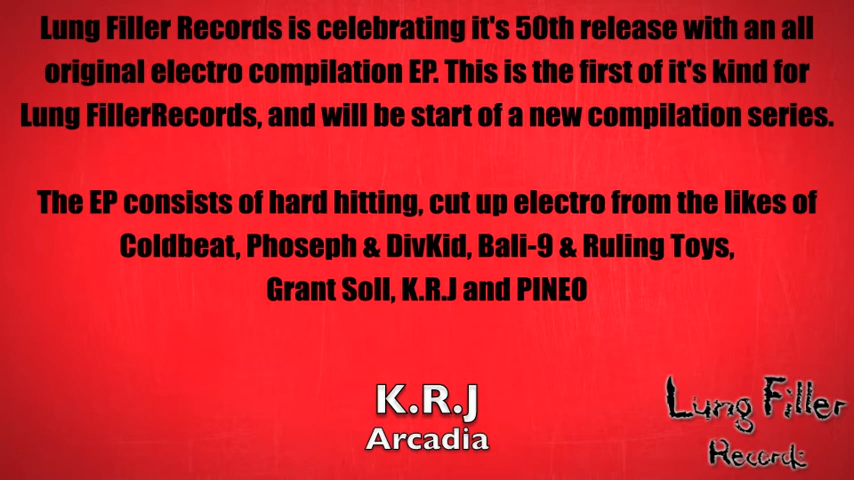 Lung Filler Records is celebrating it's 50th release with an all
original electro compilation EP. This is the first of it's kind for
Lung FillerRecords, and will be start of a new compilation series.
The EP consists of hard hitting, cut up electro from the likes of
Coldbeat, Phoseph & DivKid, Bali-9 & Ruling Toys,
Grant Soll, K.R.J and PINEO
K.R.J
Arcadia
Lung Filler
Records